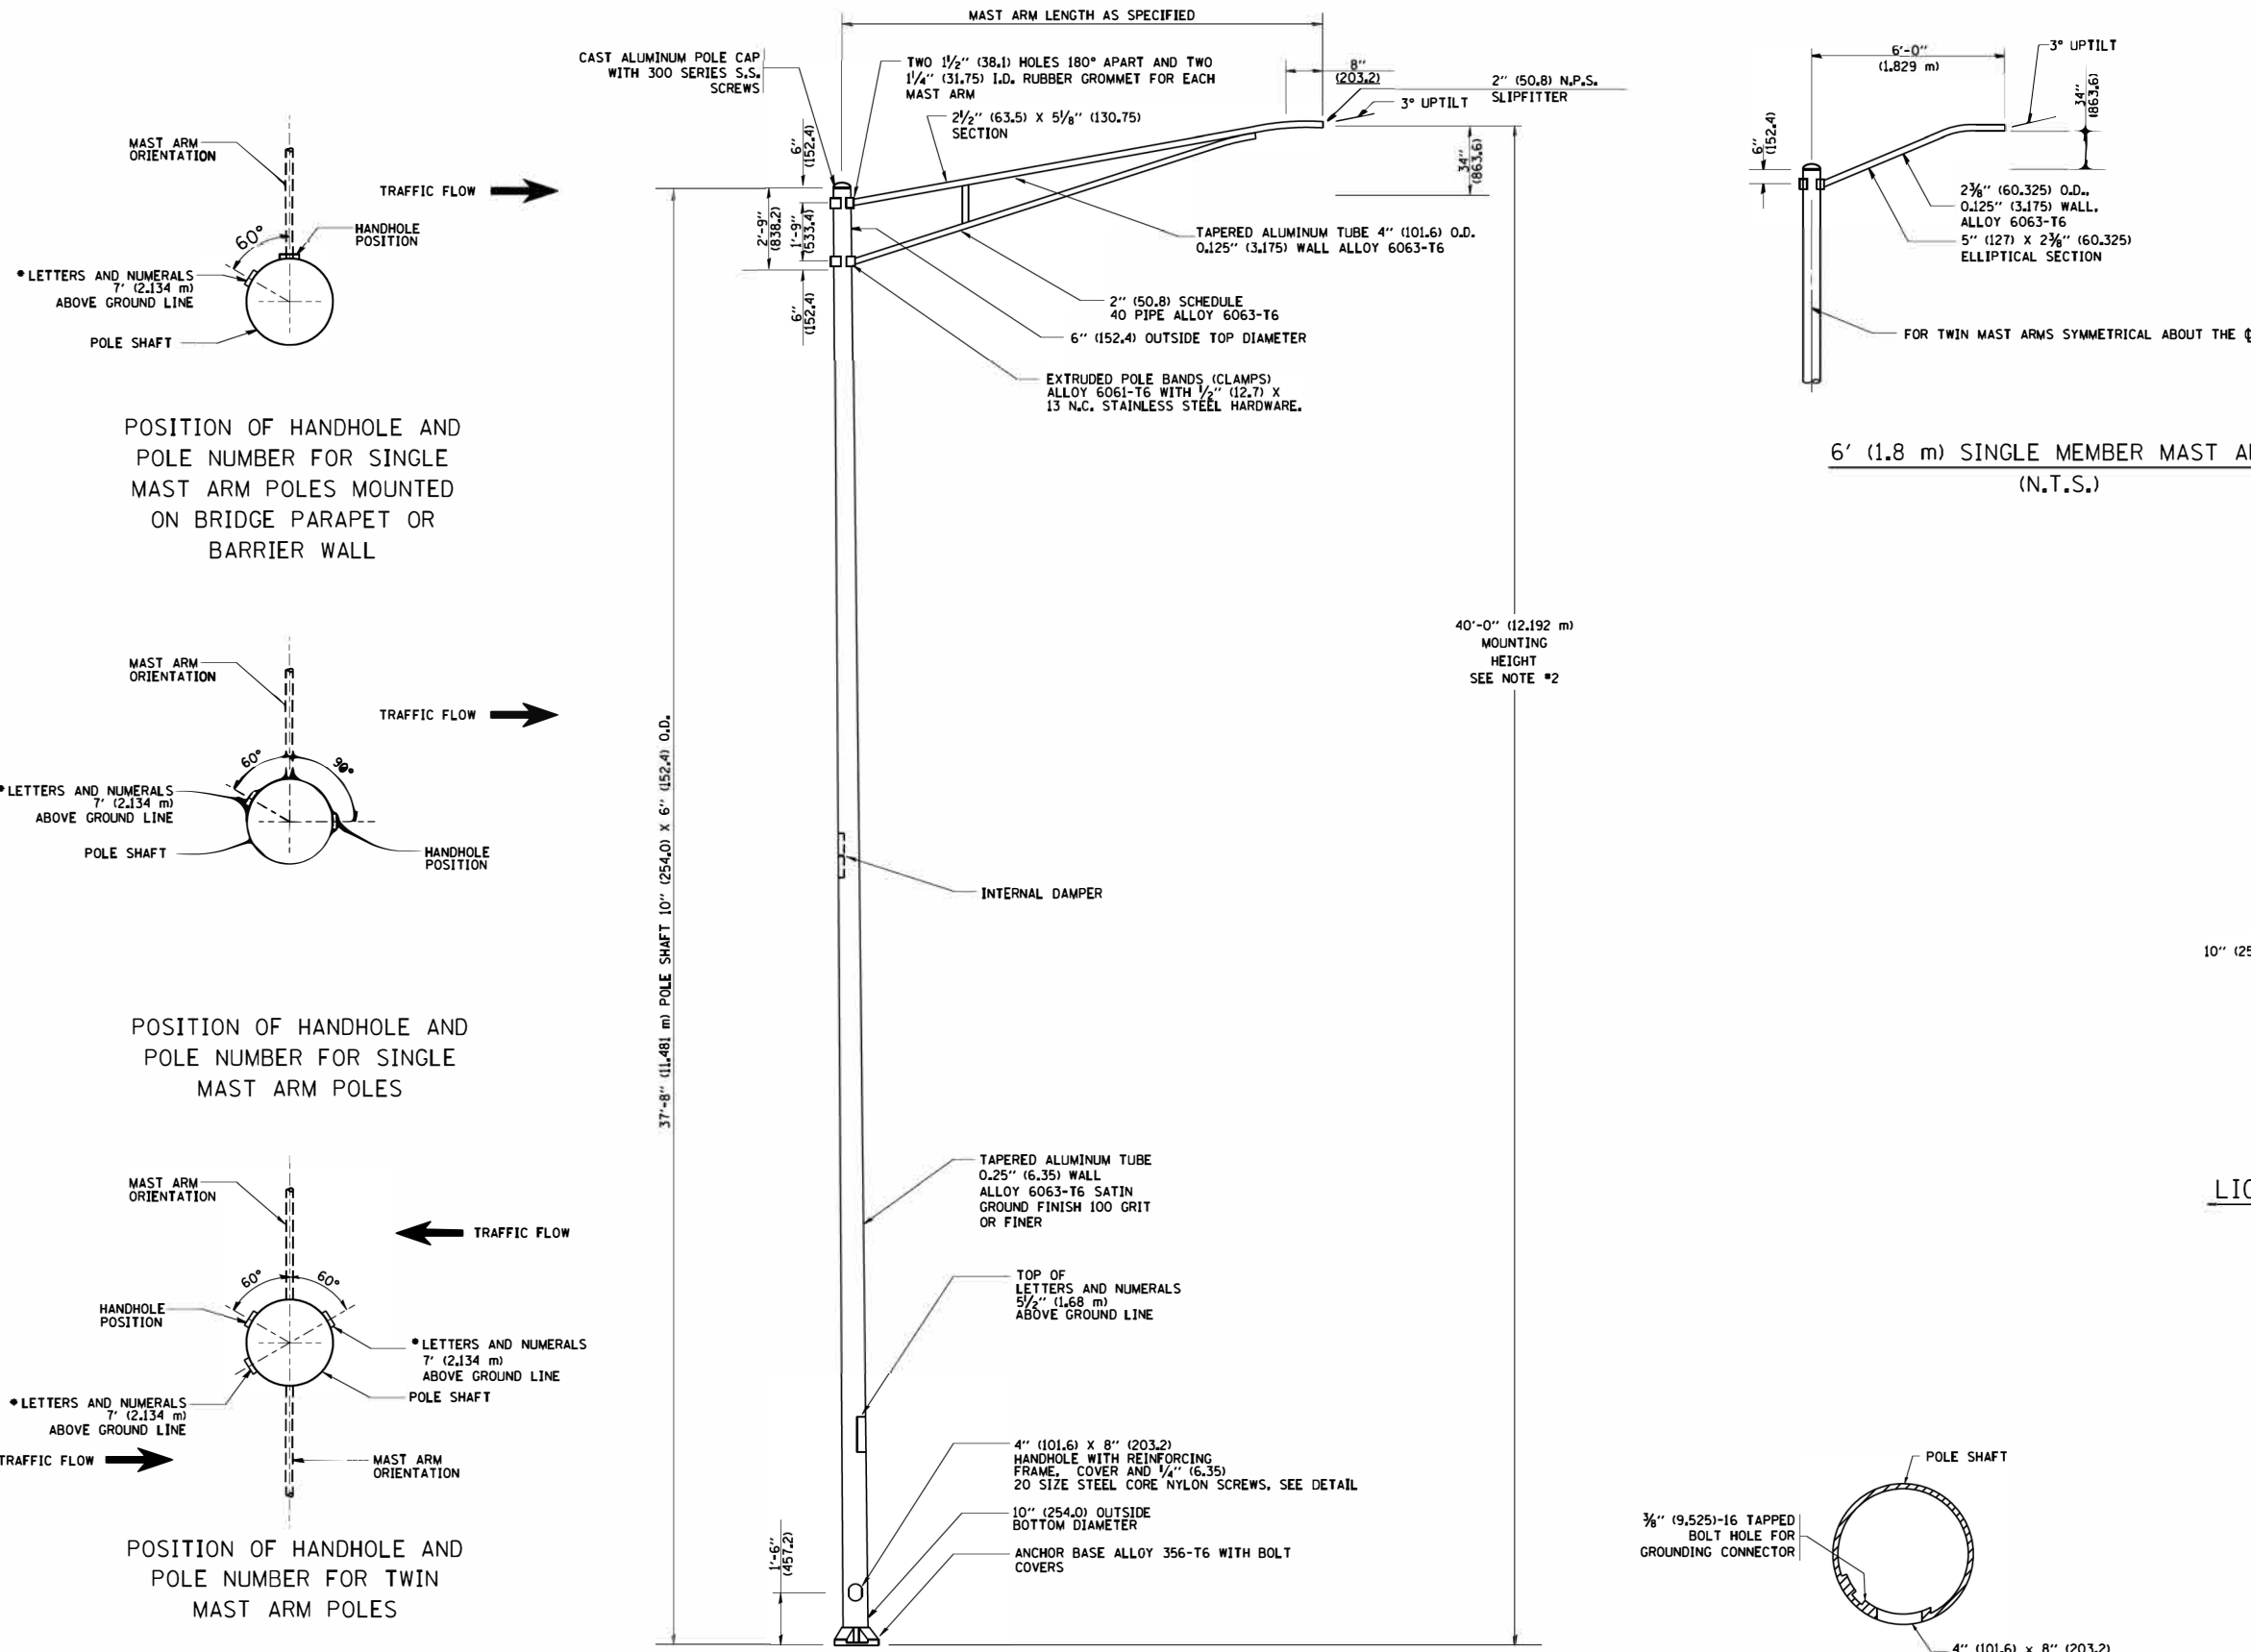 MAST ARM LENGTH AS SPECIFIED
CAST ALUMINUM POLE CAP
WITH 300 SERIES S.S.
SCREWS
TWO 1½" (38.1) HOLES 180° APART AND TWO
1¼" (31.75) I.D. RUBBER GROMMET FOR EACH
MAST ARM
2½" (63.5) X 5⅛" (130.75)
SECTION
8"
(203.2)
2" (50.8) N.P.S.
SLIPFITTER
3° UPTILT
6"
(152.4)
34"
(863.6)
2'-9"
(838.2)
1'-9"
(533.4)
6"
(152.4)
TAPERED ALUMINUM TUBE 4" (101.6) O.D.
0.125" (3.175) WALL ALLOY 6063-T6
2" (50.8) SCHEDULE
40 PIPE ALLOY 6063-T6
6" (152.4) OUTSIDE TOP DIAMETER
EXTRUDED POLE BANDS (CLAMPS)
ALLOY 6061-T6 WITH ½" (12.7) X
13 N.C. STAINLESS STEEL HARDWARE.
40'-0" (12.192 m)
MOUNTING
HEIGHT
SEE NOTE #2
37'-8" (11.481 m) POLE SHAFT 10" (254.0) X 6" (152.4) O.D.
INTERNAL DAMPER
TAPERED ALUMINUM TUBE
0.25" (6.35) WALL
ALLOY 6063-T6 SATIN
GROUND FINISH 100 GRIT
OR FINER
TOP OF
LETTERS AND NUMERALS
5½" (1.68 m)
ABOVE GROUND LINE
4" (101.6) X 8" (203.2)
HANDHOLE WITH REINFORCING
FRAME, COVER AND ¼" (6.35)
20 SIZE STEEL CORE NYLON SCREWS, SEE DETAIL
10" (254.0) OUTSIDE
BOTTOM DIAMETER
ANCHOR BASE ALLOY 356-T6 WITH BOLT
COVERS
1'-6"
(457.2)
MAST ARM
ORIENTATION
TRAFFIC FLOW
60°
HANDHOLE
POSITION
*LETTERS AND NUMERALS
7' (2.134 m)
ABOVE GROUND LINE
POLE SHAFT
POSITION OF HANDHOLE AND
POLE NUMBER FOR SINGLE
MAST ARM POLES MOUNTED
ON BRIDGE PARAPET OR
BARRIER WALL
MAST ARM
ORIENTATION
TRAFFIC FLOW
60°
90°
*LETTERS AND NUMERALS
7' (2.134 m)
ABOVE GROUND LINE
POLE SHAFT
HANDHOLE
POSITION
POSITION OF HANDHOLE AND
POLE NUMBER FOR SINGLE
MAST ARM POLES
MAST ARM
ORIENTATION
TRAFFIC FLOW
60°
60°
HANDHOLE
POSITION
*LETTERS AND NUMERALS
7' (2.134 m)
ABOVE GROUND LINE
POLE SHAFT
*LETTERS AND NUMERALS
7' (2.134 m)
ABOVE GROUND LINE
TRAFFIC FLOW
MAST ARM
ORIENTATION
POSITION OF HANDHOLE AND
POLE NUMBER FOR TWIN
MAST ARM POLES
6'-0"
(1.829 m)
3° UPTILT
34"
(863.6)
6"
(152.4)
2⅜" (60.325) O.D.,
0.125" (3.175) WALL,
ALLOY 6063-T6
5" (127) X 2⅜" (60.325)
ELLIPTICAL SECTION
FOR TWIN MAST ARMS SYMMETRICAL ABOUT THE ℄
6' (1.8 m) SINGLE MEMBER MAST
(N.T.S.)
10"
POLE SHAFT
⅜" (9.525)-16 TAPPED
BOLT HOLE FOR
GROUNDING CONNECTOR
4" (101.6) x 8" (203.2)